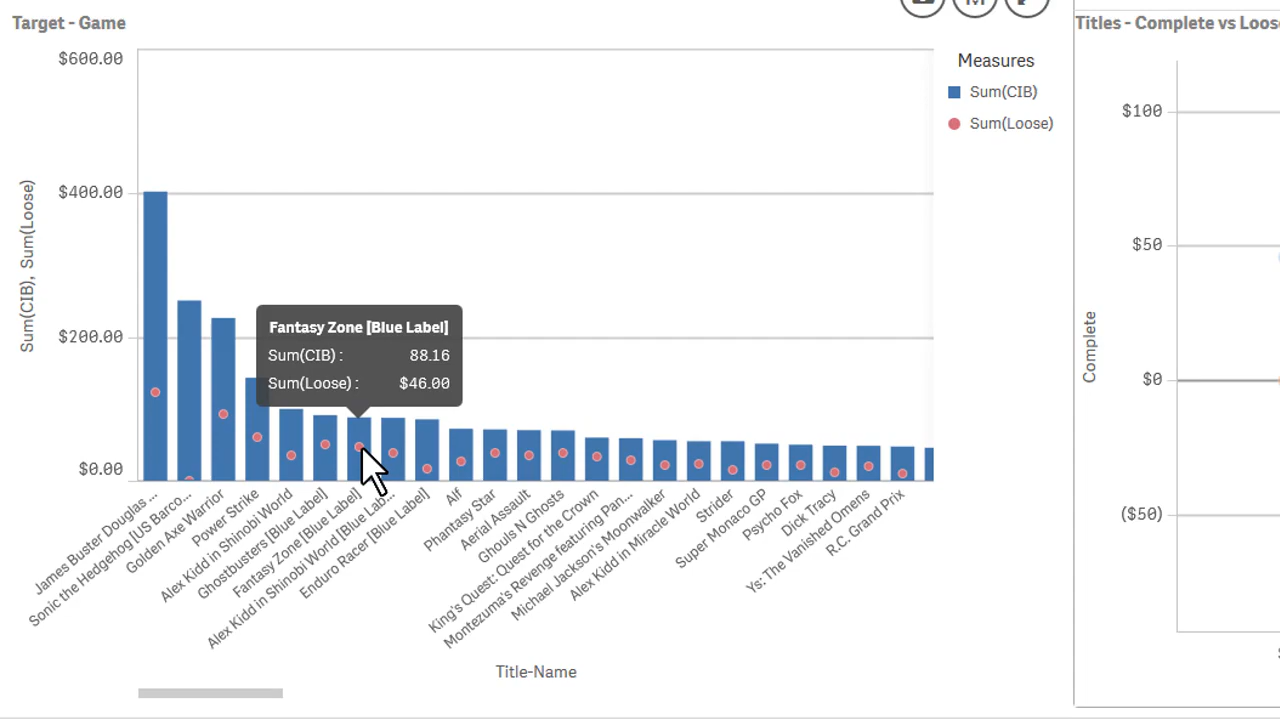 Target - Game
$600.00
$400.00
$200.00
$0.00
Sum(CIB), Sum(Loose)
Measures
Sum(CIB)
Sum(Loose)
Fantasy Zone [Blue Label]
Sum(CIB) : 88.16
Sum(Loose) : $46.00
James Buster Douglas ...
Sonic the Hedgehog [US Barco...
Golden Axe Warrior
Power Strike
Alex Kidd in Shinobi World
Ghostbusters [Blue Label]
Fantasy Zone [Blue Label]
Alex Kidd in Shinobi World [Blue Lab...
Enduro Racer [Blue Label]
Alf
Phantasy Star
Aerial Assault
Ghouls N Ghosts
King's Quest: Quest for the Crown
Montezuma's Revenge featuring Pan...
Michael Jackson's Moonwalker
Alex Kidd in Miracle World
Strider
Super Monaco GP
Psycho Fox
Dick Tracy
Ys: The Vanished Omens
R.C. Grand Prix
Title-Name
Titles - Complete vs Loose
$100
$50
$0
($50)
Complete